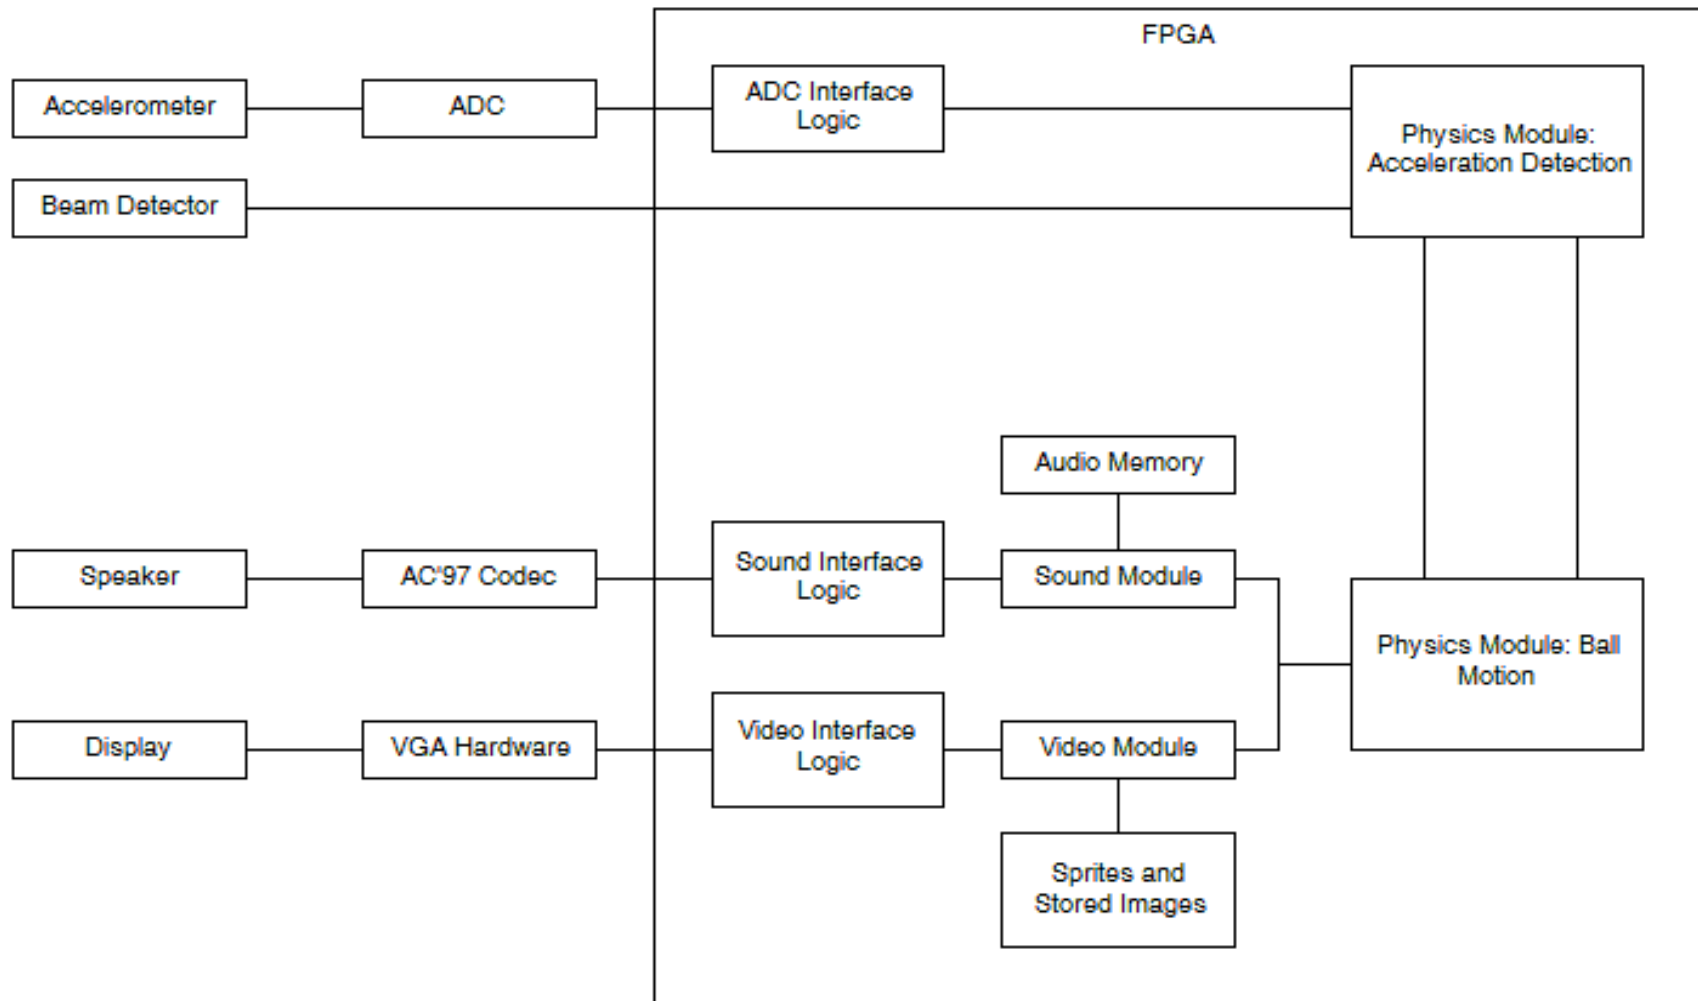 FPGA
Accelerometer
ADC
ADC Interface
Logic
Physics Module:
Acceleration Detection
Beam Detector
Audio Memory
Speaker
AC'97 Codec
Sound Interface
Logic
Sound Module
Physics Module: Ball
Motion
Display
VGA Hardware
Video Interface
Logic
Video Module
Sprites and
Stored Images